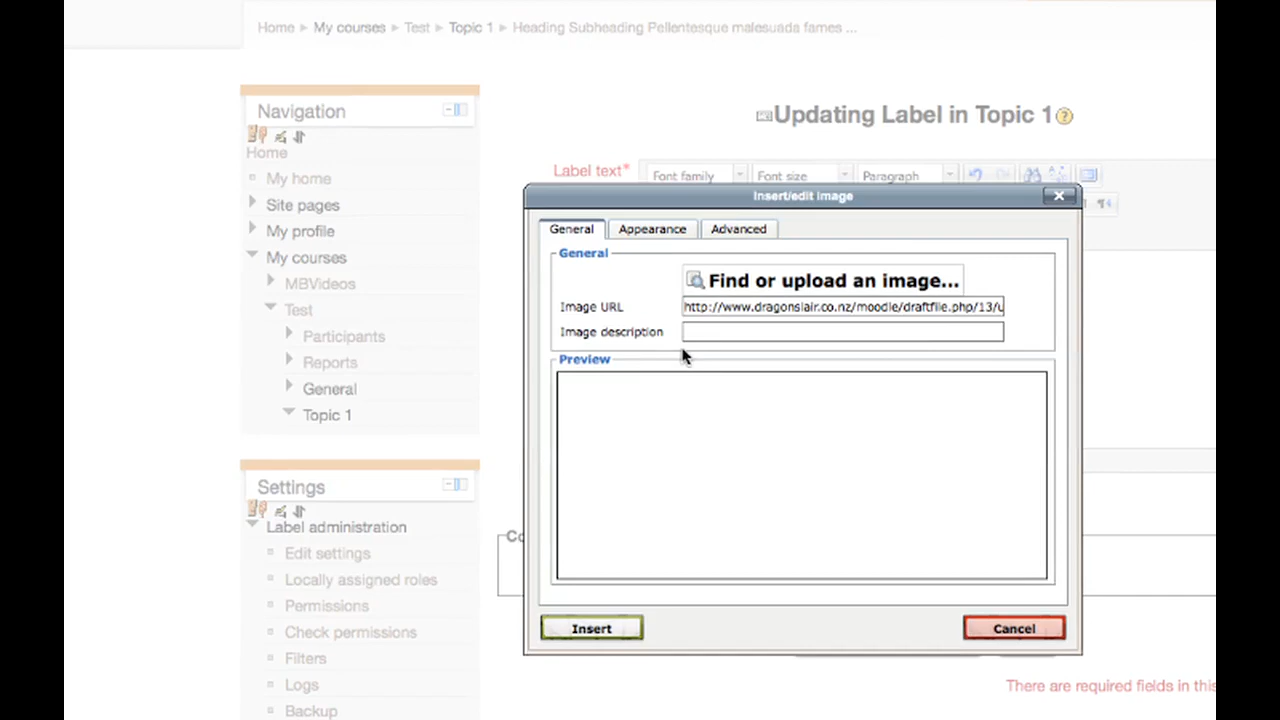 Home ▸ My courses ▸ Test ▸ Topic 1 ▸ Heading Subheading Pellentesque malesuada fames ...
Navigation
Home
My home
Site pages
My profile
My courses
MBVideos
Test
Participants
Reports
General
Topic 1
Settings
Label administration
Edit settings
Locally assigned roles
Permissions
Check permissions
Filters
Logs
Backup
Updating Label in Topic 1
Label text*
Font family
Font size
Paragraph
Insert/edit image
General
Appearance
Advanced
General
Find or upload an image...
Image URL
http://www.dragonslair.co.nz/moodle/draftfile.php/13/u
Image description
Preview
Insert
Cancel
Co
There are required fields in this